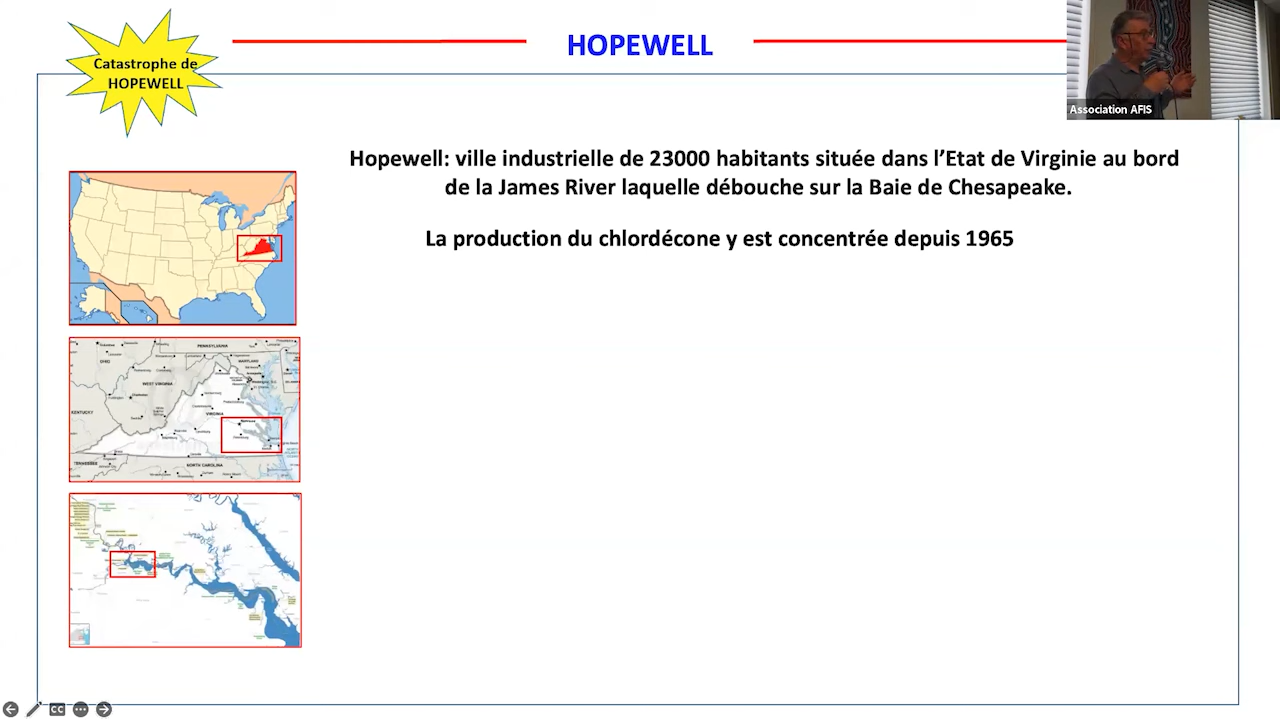 HOPEWELL
Catastrophe de
HOPEWELL
Association AFIS
Hopewell: ville industrielle de 23000 habitants située dans l’Etat de Virginie au bord
de la James River laquelle débouche sur la Baie de Chesapeake.
La production du chlordécone y est concentrée depuis 1965
PENNSYLVANIA
OHIO
MARYLAND
WEST VIRGINIA
KENTUCKY
VIRGINIA
TENNESSEE
NORTH CAROLINA
CC